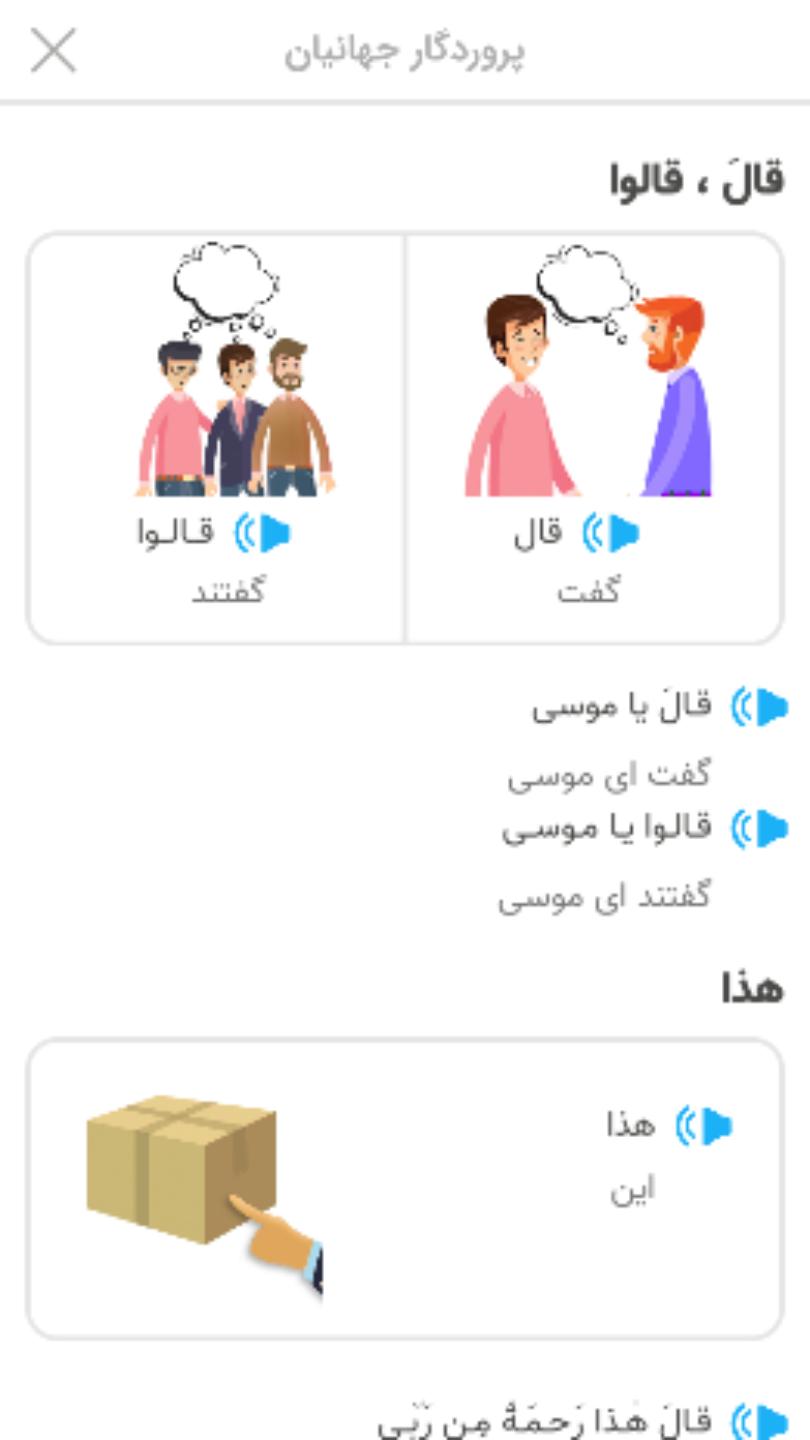 پروردگار جهانیان
قالَ ، قالوا
قال
گفت
قـالـوا
گفتند
قالَ یا موسی
گفت ای موسی
قالوا یا موسی
گفتند ای موسی
هذا
هذا
این
قالَ هٰذا رَحمَةٌ مِن رَبّی